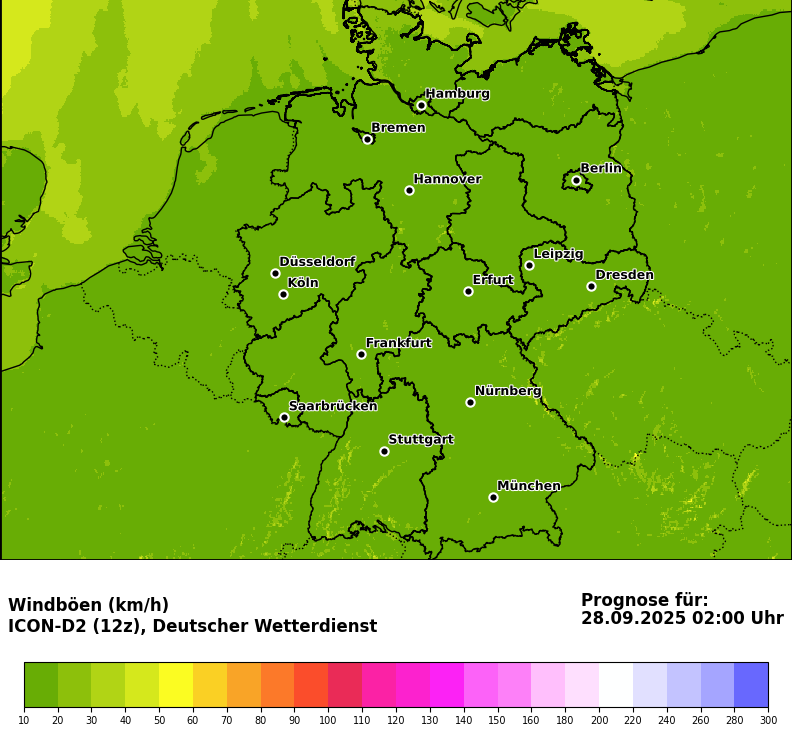 Hamburg
Bremen
Berlin
Hannover
Leipzig
Düsseldorf
Dresden
Köln
Erfurt
Frankfurt
Nürnberg
Saarbrücken
Stuttgart
München
Windböen (km/h)
ICON-D2 (12z), Deutscher Wetterdienst
Prognose für:
28.09.2025 02:00 Uhr
10 20 30 40 50 60 70 80 90 100 110 120 130 140 150 160 180 200 220 240 260 280 300